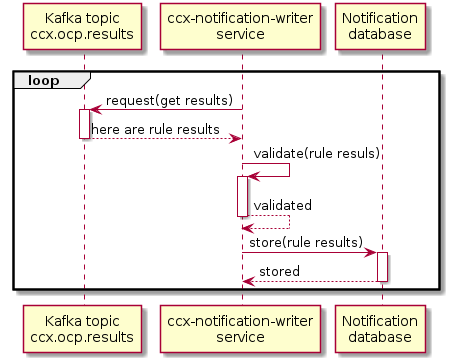 Kafka topic
ccx.ocp.results
ccx-notification-writer
service
Notification
database
loop
request(get results)
here are rule results
validate(rule resuls)
validated
store(rule results)
stored
Kafka topic
ccx.ocp.results
ccx-notification-writer
service
Notification
database